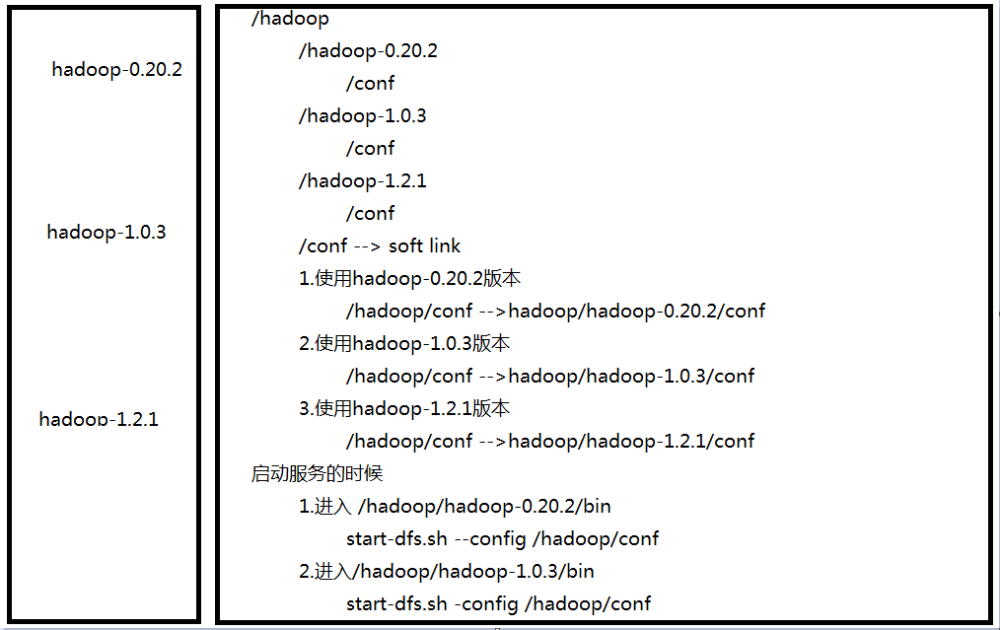 hadoop-0.20.2
hadoop-1.0.3
hadoop-1.2.1
/hadoop
/hadoop-0.20.2
/conf
/hadoop-1.0.3
/conf
/hadoop-1.2.1
/conf
/conf --> soft link
1.使用hadoop-0.20.2版本
/hadoop/conf -->hadoop/hadoop-0.20.2/conf
2.使用hadoop-1.0.3版本
/hadoop/conf -->hadoop/hadoop-1.0.3/conf
3.使用hadoop-1.2.1版本
/hadoop/conf -->hadoop/hadoop-1.2.1/conf
启动服务的时候
1.进入 /hadoop/hadoop-0.20.2/bin
start-dfs.sh --config /hadoop/conf
2.进入/hadoop/hadoop-1.0.3/bin
start-dfs.sh -config /hadoop/conf